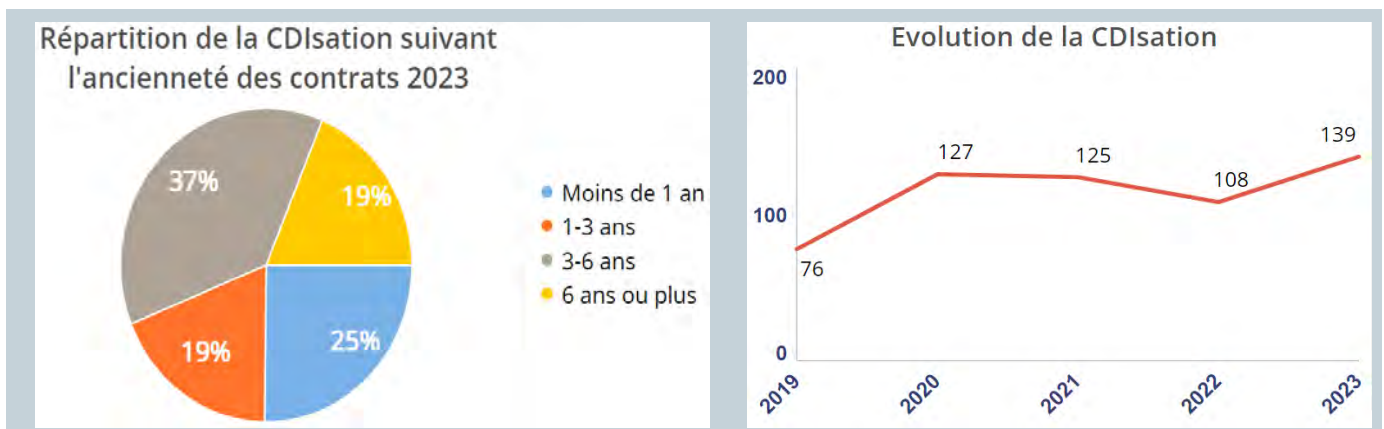 Répartition de la CDIsation suivant
l'ancienneté des contrats 2023
37%
19%
19%
25%
Moins de 1 an
1-3 ans
3-6 ans
6 ans ou plus
Evolution de la CDIsation
200
100
0
76
127
125
108
139
2019
2020
2021
2022
2023